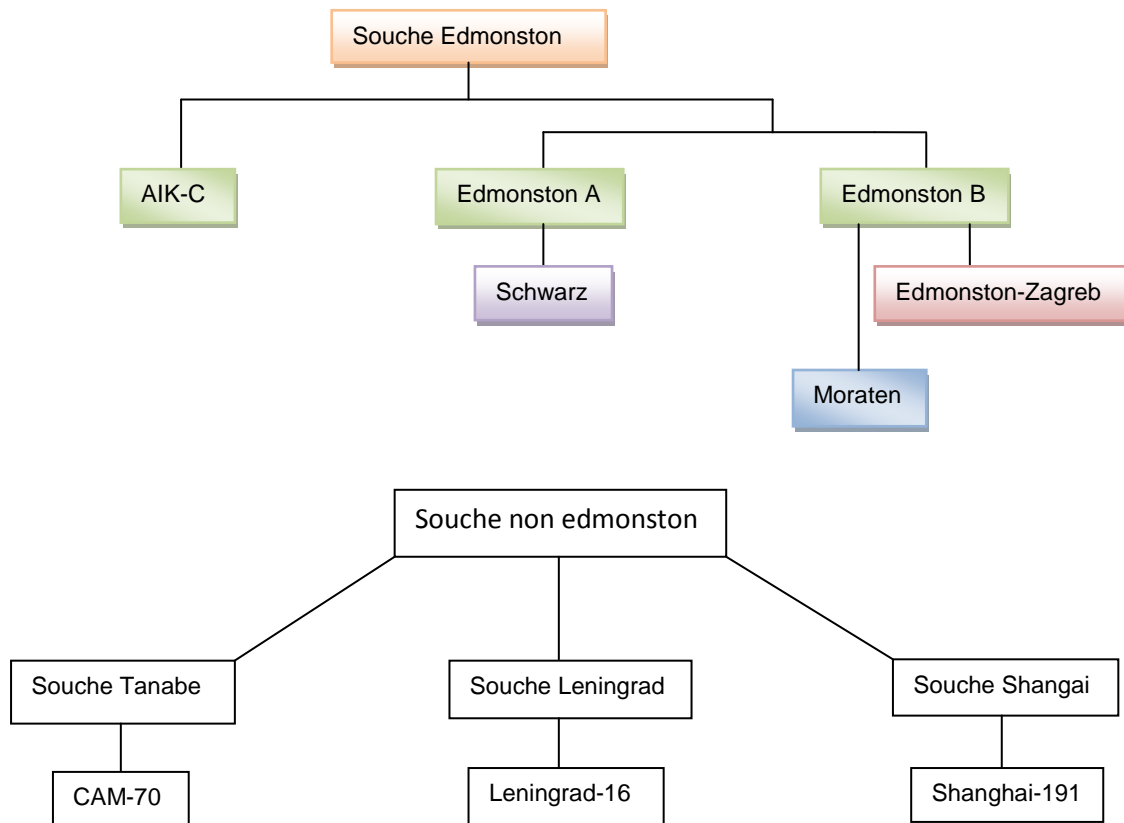 Souche Edmonston
AIK-C
Edmonston A
Edmonston B
Schwarz
Edmonston-Zagreb
Moraten
Souche non edmonston
Souche Tanabe
Souche Leningrad
Souche Shangai
CAM-70
Leningrad-16
Shanghai-191